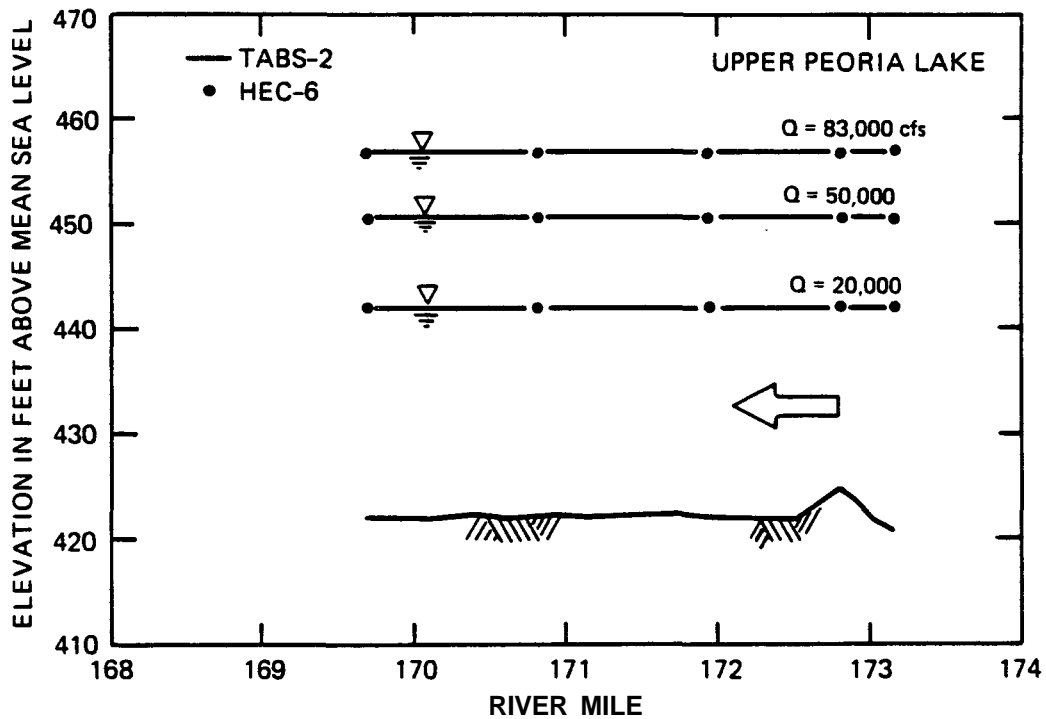 ELEVATION IN FEET ABOVE MEAN SEA LEVEL
470
460
450
440
430
420
410
TABS-2
HEC-6
UPPER PEORIA LAKE
Q = 83,000 cfs
Q = 50,000
Q = 20,000
168 169 170 171 172 173 174
RIVER MILE